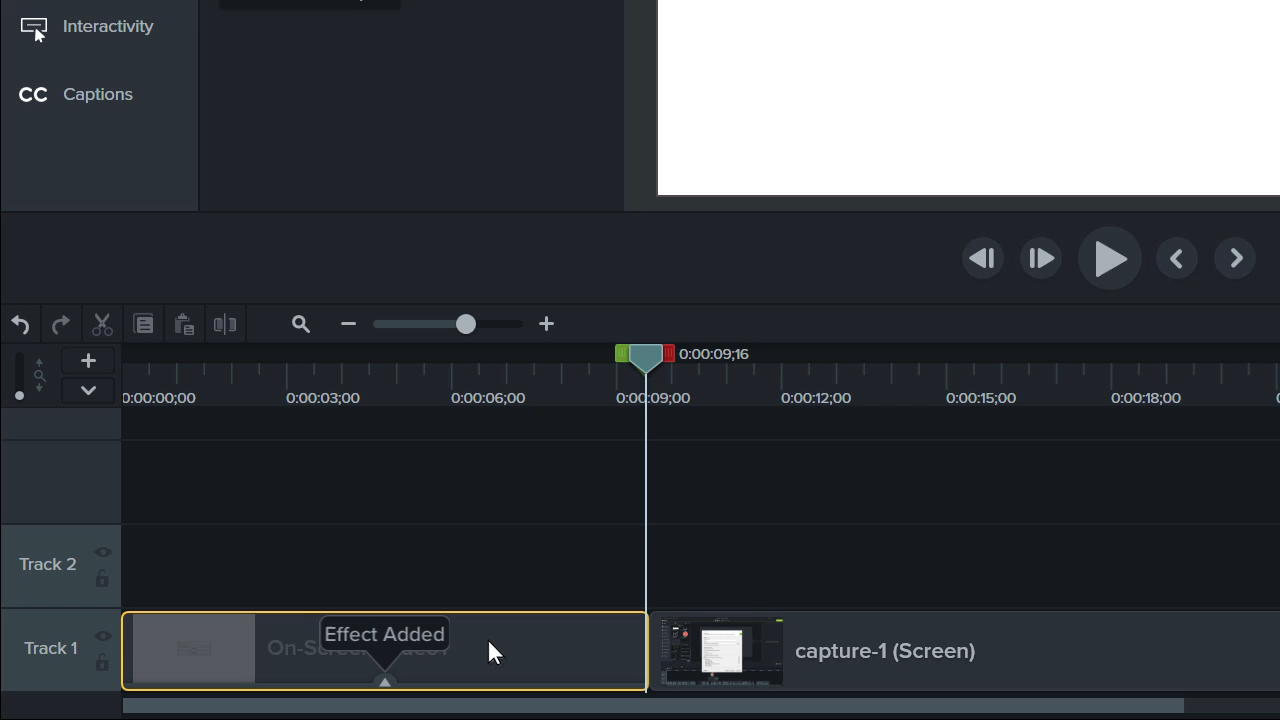 Interactivity
CC Captions
0:00:09;16
0:00:00;00 0:00:03;00 0:00:06;00 0:00:09;00 0:00:12;00 0:00:15;00 0:00:18;00
Track 2
Track 1
Effect Added
capture-1 (Screen)